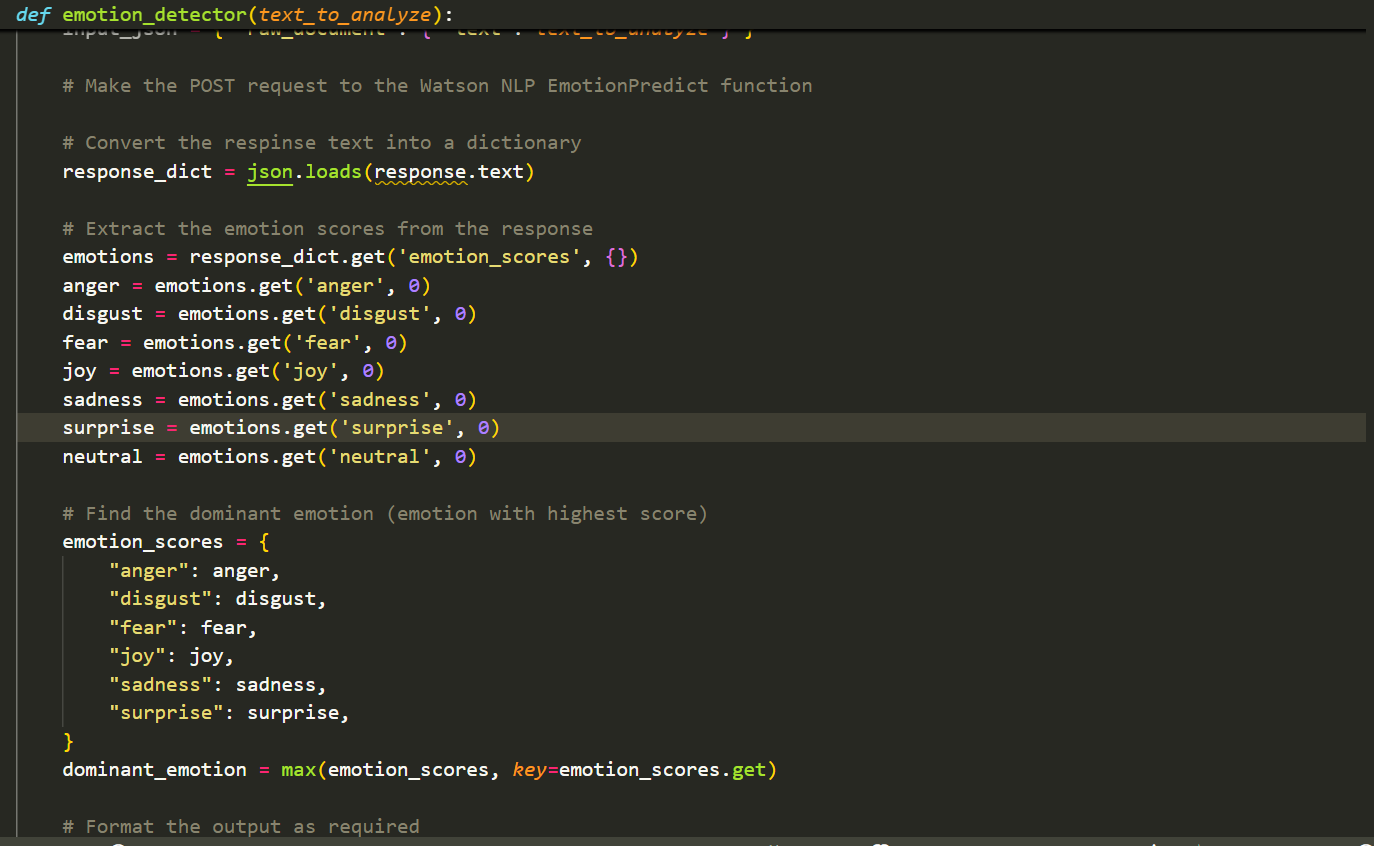 def emotion_detector(text_to_analyze):
# Make the POST request to the Watson NLP EmotionPredict function
# Convert the respinse text into a dictionary
response_dict = json.loads(response.text)
# Extract the emotion scores from the response
emotions = response_dict.get('emotion_scores', {})
anger = emotions.get('anger', 0)
disgust = emotions.get('disgust', 0)
fear = emotions.get('fear', 0)
joy = emotions.get('joy', 0)
sadness = emotions.get('sadness', 0)
surprise = emotions.get('surprise', 0)
neutral = emotions.get('neutral', 0)
# Find the dominant emotion (emotion with highest score)
emotion_scores = {
"anger": anger,
"disgust": disgust,
"fear": fear,
"joy": joy,
"sadness": sadness,
"surprise": surprise,
}
dominant_emotion = max(emotion_scores, key=emotion_scores.get)
# Format the output as required